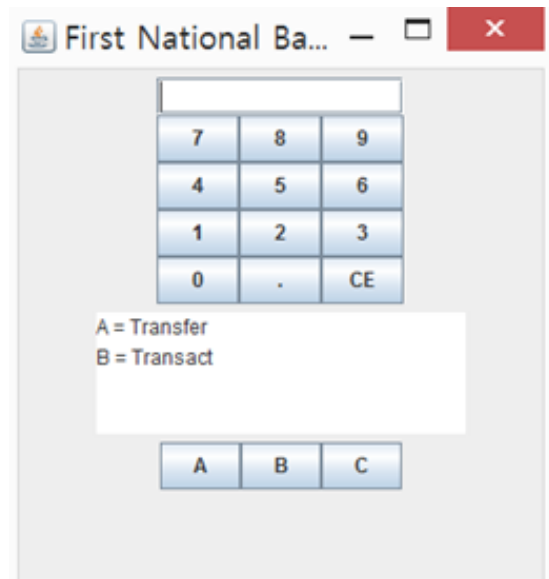 First National Ba...
7 8 9
4 5 6
1 2 3
0 . CE
A = Transfer
B = Transact
A B C